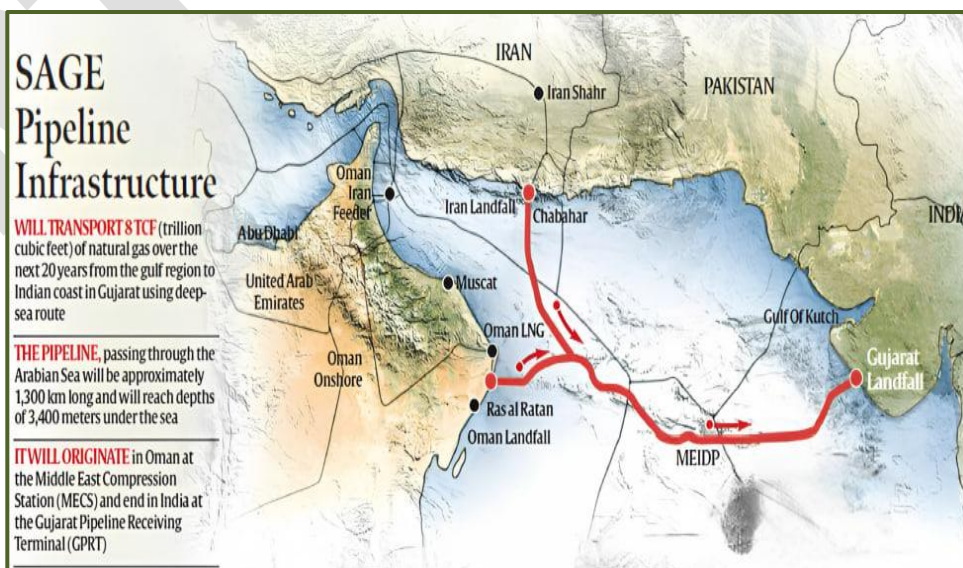 SAGE
Pipeline
Infrastructure
WILL TRANSPORT 8 TCF (trillion
cubic feet) of natural gas over the
next 20 years from the gulf region to
Indian coast in Gujarat using deep-
sea route
THE PIPELINE, passing through the
Arabian Sea will be approximately
1,300 km long and will reach depths
of 3,400 meters under the sea
IT WILL ORIGINATE in Oman at
the Middle East Compression
Station (MECS) and end in India at
the Gujarat Pipeline Receiving
Terminal (GPRT)
IRAN
Iran Shahr
PAKISTAN
INDIA
Oman
Iran
Feeder
Iran Landfall
Chabahar
Abu Dhabi
United Arab
Emirates
Muscat
Oman LNG
Oman
Onshore
Ras al Ratan
Oman Landfall
Gulf Of Kutch
Gujarat
Landfall
MEIDP